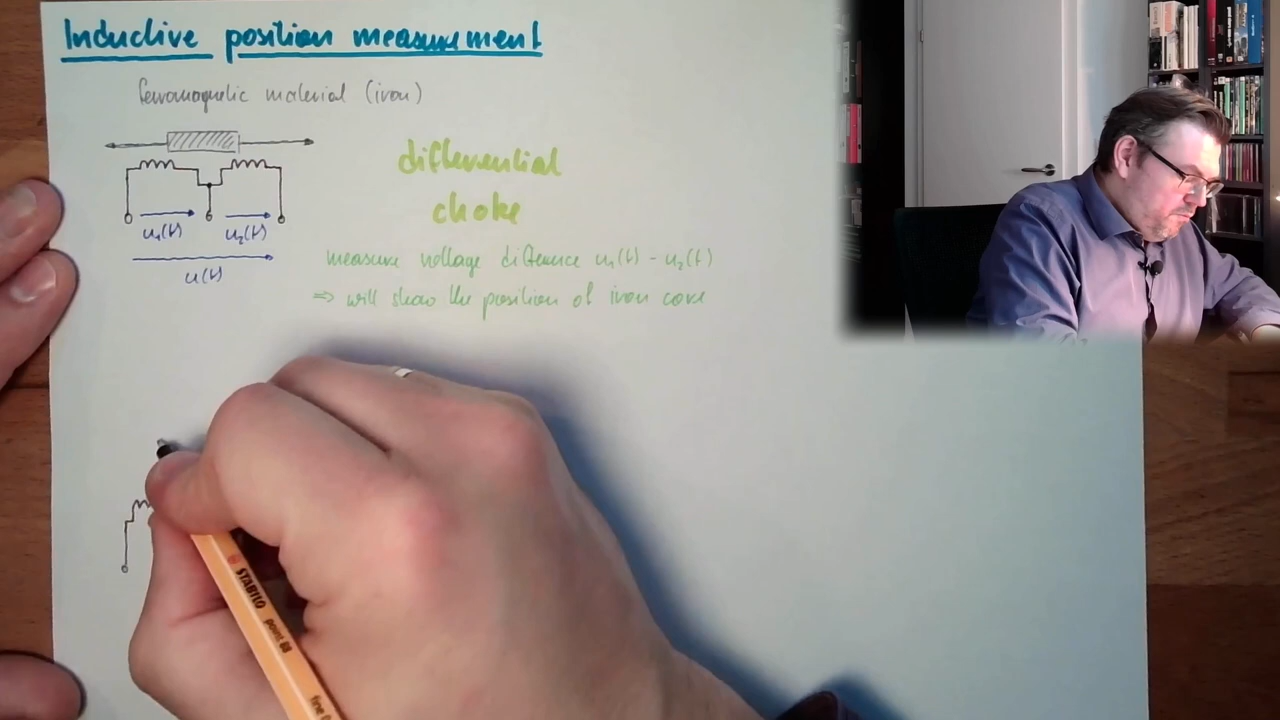 Inductive position measurement
ferromagnetic material (iron)
differential
choke
u₁(t) u₂(t)
measure voltage difference u₁(t) - u₂(t)
u(t)
⇒ will show the position of iron core
STABILO point 88 fine